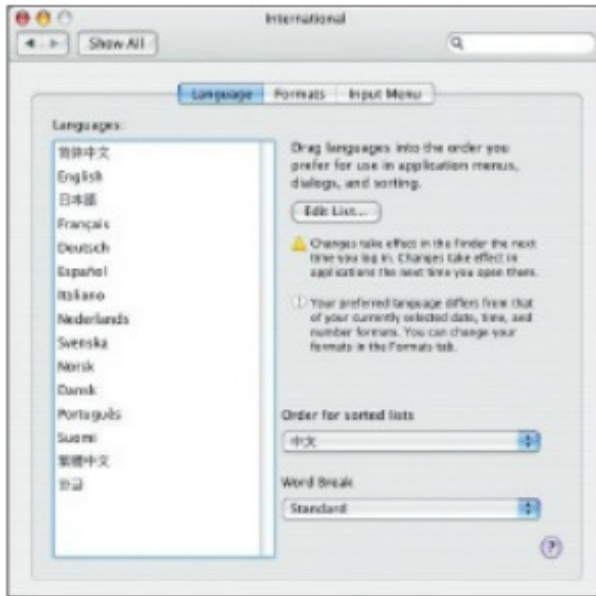 International
Show All
Language Formats Input Menu
Languages:
简体中文
English
日本語
Français
Deutsch
Español
Italiano
Nederlands
Svenska
Norsk
Dansk
Português
Suomi
繁體中文
한글
Drag languages into the order you
prefer for use in application menus,
dialogs, and sorting.
Edit List...
Changes take effect in the Finder the next
time you log in. Changes take effect in
applications the next time you open them.
Your preferred language differs from that
of your currently selected date, time, and
number formats. You can change your
formats in the Formats tab.
Order for sorted lists
中文
Word Break
Standard
?